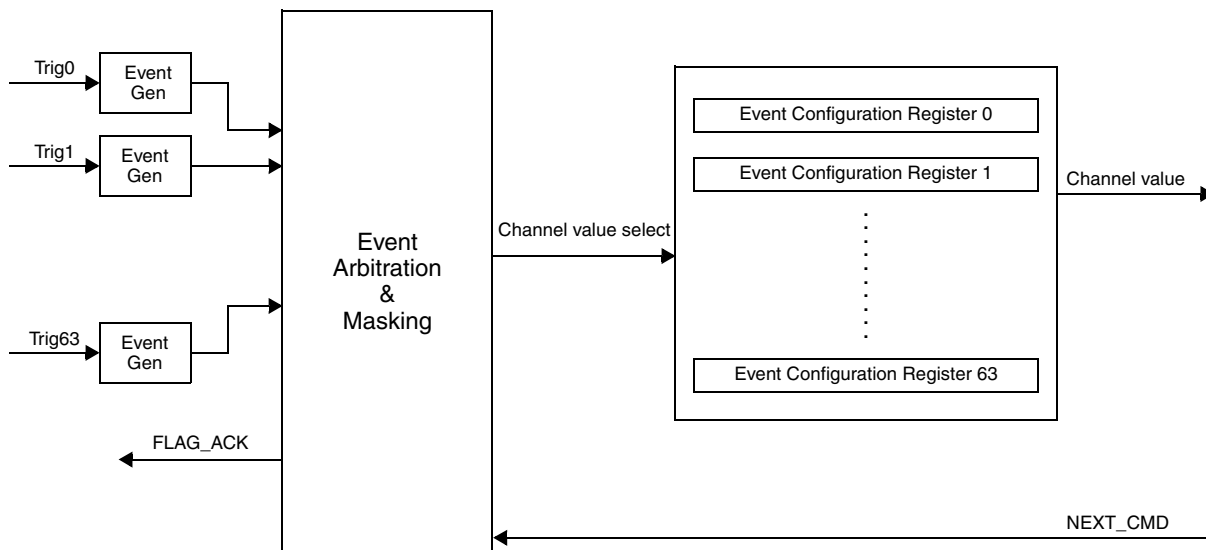 Trig0
Event
Gen
Trig1
Event
Gen
Trig63
Event
Gen
FLAG_ACK
Event
Arbitration
&
Masking
Channel value select
Event Configuration Register 0
Event Configuration Register 1
Event Configuration Register 63
Channel value
NEXT_CMD